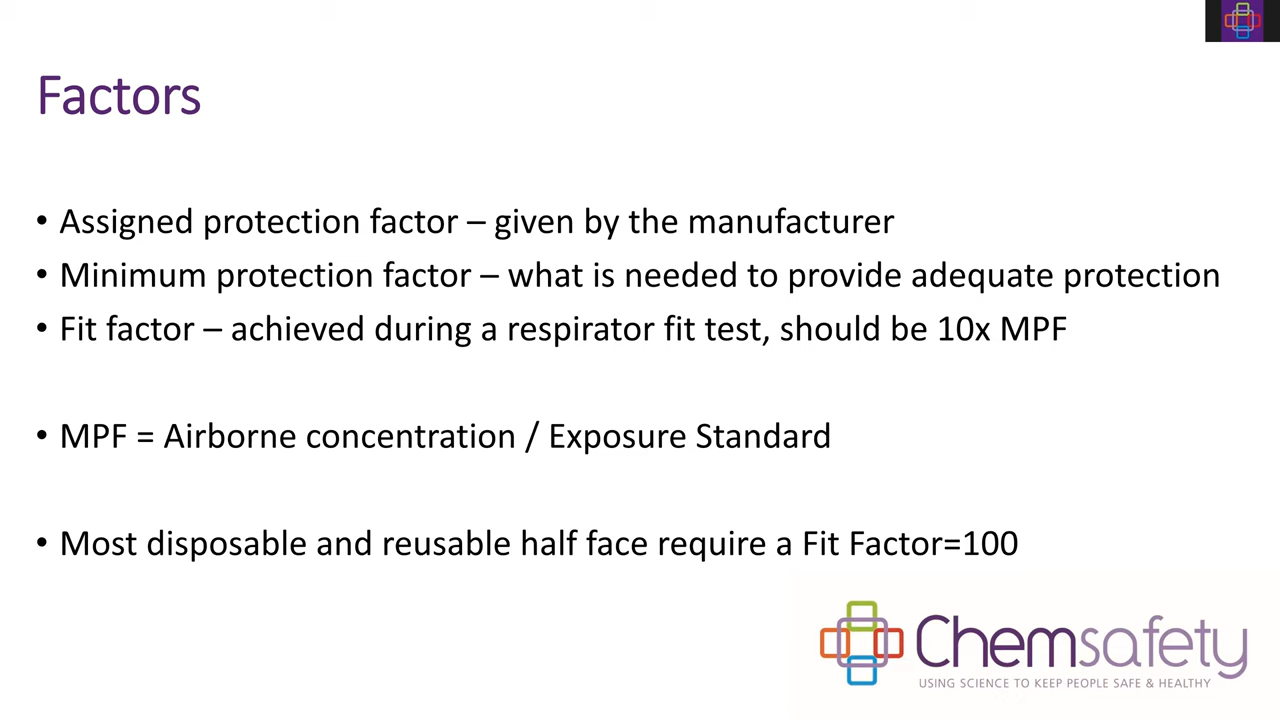 Factors
• Assigned protection factor – given by the manufacturer
• Minimum protection factor – what is needed to provide adequate protection
• Fit factor – achieved during a respirator fit test, should be 10x MPF
• MPF = Airborne concentration / Exposure Standard
• Most disposable and reusable half face require a Fit Factor=100
Chemsafety
USING SCIENCE TO KEEP PEOPLE SAFE & HEALTHY